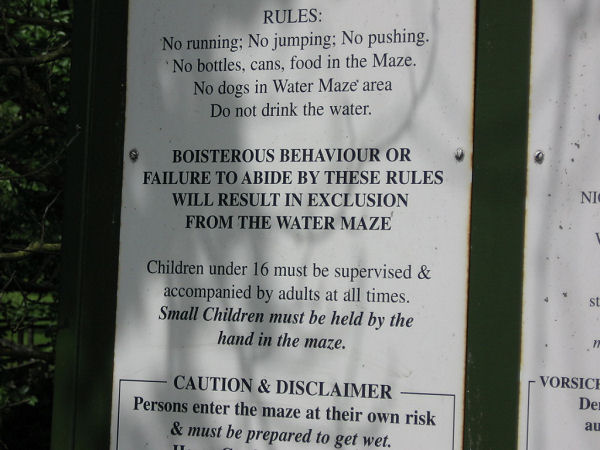 RULES:
No running; No jumping; No pushing.
No bottles, cans, food in the Maze.
No dogs in Water Maze area
Do not drink the water.
BOISTEROUS BEHAVIOUR OR
FAILURE TO ABIDE BY THESE RULES
WILL RESULT IN EXCLUSION
FROM THE WATER MAZE
Children under 16 must be supervised &
accompanied by adults at all times.
Small Children must be held by the
hand in the maze.
CAUTION & DISCLAIMER
Persons enter the maze at their own risk
& must be prepared to get wet.
NIC
st
m
VORSICH
Der
au